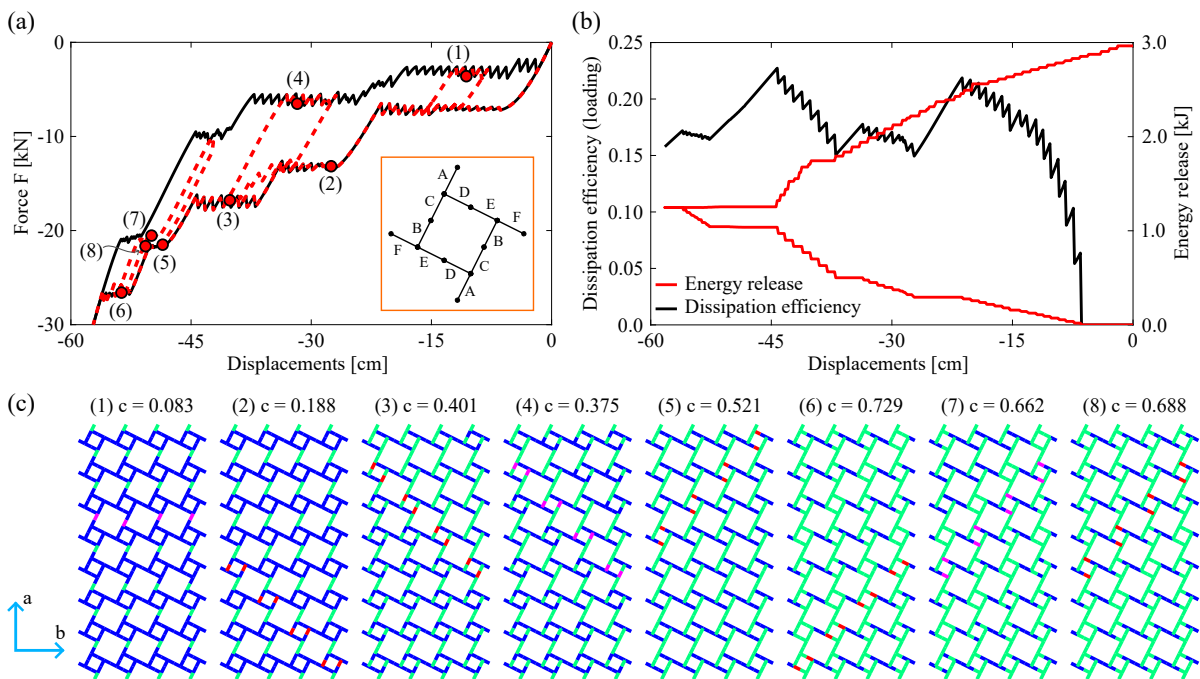 (a)
0
-10
-20
-30
Force F [kN]
-60
-45
-30
-15
0
Displacements [cm]
(1)
(2)
(3)
(4)
(5)
(6)
(7)
(8)
A
C
D
B
E
F
F
B
E
D
C
A
(b)
0.25
0.20
0.15
0.10
0.05
0.0
Dissipation efficiency (loading)
3.0
2.0
1.0
0.0
Energy release [kJ]
Energy release
Dissipation efficiency
-60
-45
-30
-15
0
Displacements [cm]
(c)
(1) c = 0.083
(2) c = 0.188
(3) c = 0.401
(4) c = 0.375
(5) c = 0.521
(6) c = 0.729
(7) c = 0.662
(8) c = 0.688
a
b